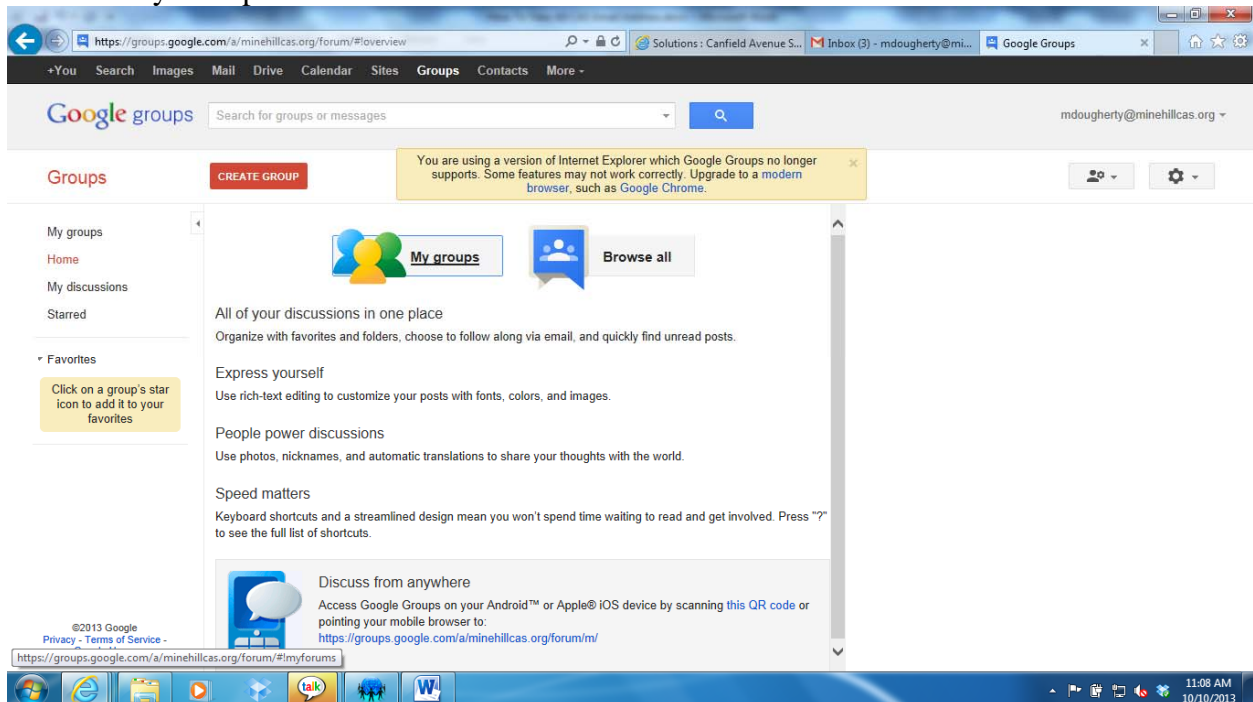 https://groups.google.com/a/minehillcas.org/forum/#!overview
Solutions : Canfield Avenue S...
Inbox (3) - mdougherty@mi...
Google Groups
+You Search Images Mail Drive Calendar Sites Groups Contacts More
Google groups
Search for groups or messages
mdougherty@minehillcas.org
Groups
CREATE GROUP
You are using a version of Internet Explorer which Google Groups no longer
supports. Some features may not work correctly. Upgrade to a modern
browser, such as Google Chrome.
My groups
Home
My discussions
Starred
Favorites
Click on a group's star
icon to add it to your
favorites
My groups
Browse all
All of your discussions in one place
Organize with favorites and folders, choose to follow along via email, and quickly find unread posts.
Express yourself
Use rich-text editing to customize your posts with fonts, colors, and images.
People power discussions
Use photos, nicknames, and automatic translations to share your thoughts with the world.
Speed matters
Keyboard shortcuts and a streamlined design mean you won't spend time waiting to read and get involved. Press "?"
to see the full list of shortcuts.
Discuss from anywhere
Access Google Groups on your Android™ or Apple® iOS device by scanning this QR code or
pointing your mobile browser to:
https://groups.google.com/a/minehillcas.org/forum/m/
©2013 Google
Privacy - Terms of Service -
https://groups.google.com/a/minehillcas.org/forum/#!myforums
talk
W
11:08 AM
10/10/2013